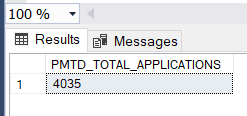 100 %
Results Messages
PMTD_TOTAL_APPLICATIONS
1 4035